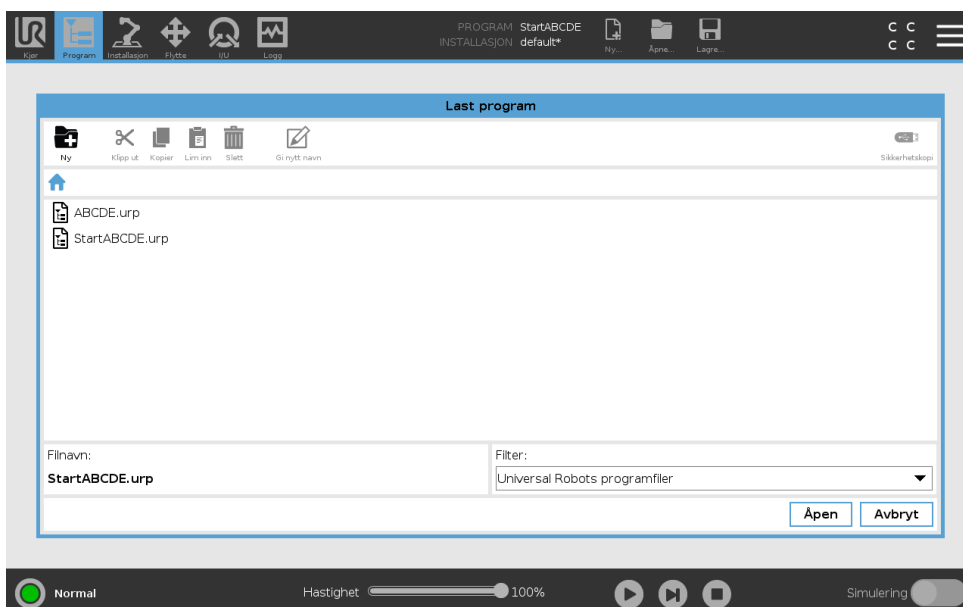 PROGRAM StartABCDE
INSTALLASJON default*
Kjør Program Installasjon Flytte I/U Logg Ny... Åpne... Lagre...
C C
C C
Last program
Ny Klipp ut Kopier Lim inn Slett Gi nytt navn Sikkerhetskopi
ABCDE.urp
StartABCDE.urp
Filnavn: Filter:
StartABCDE.urp Universal Robots programfiler
Åpen Avbryt
Normal Hastighet 100% Simulering